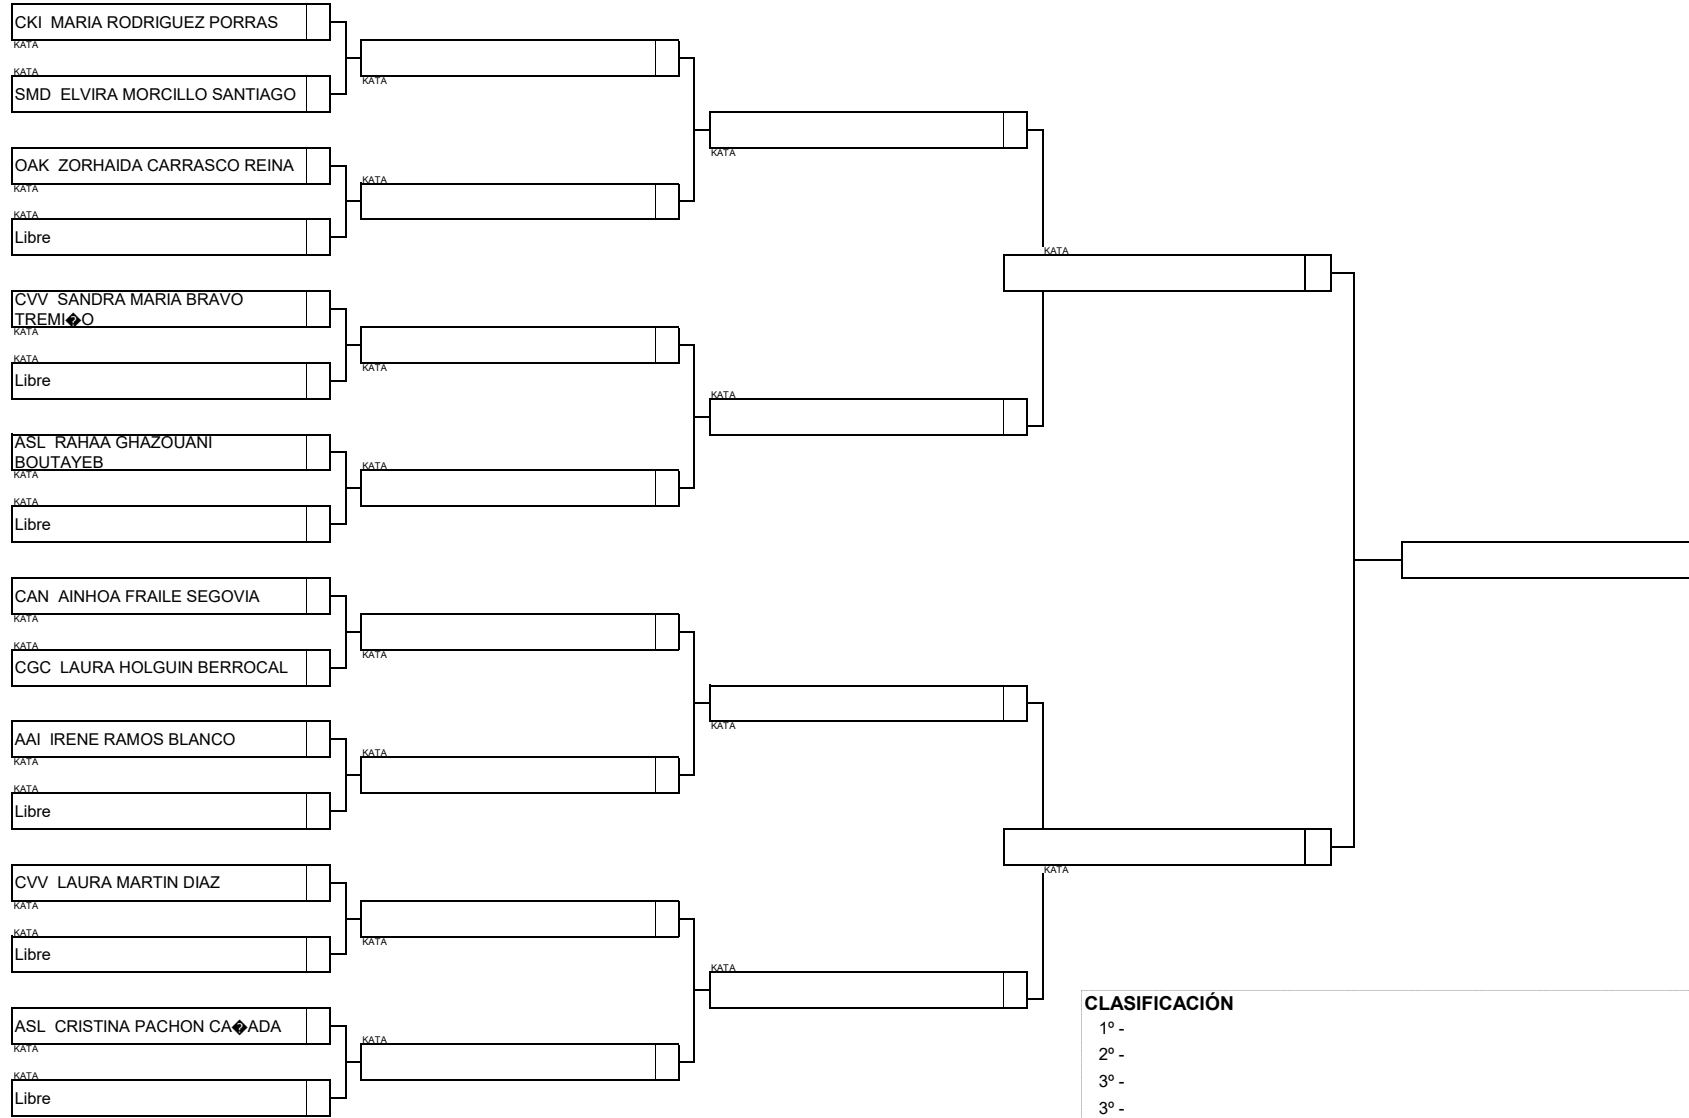 CKI MARIA RODRIGUEZ PORRAS
KATA
KATA
SMD ELVIRA MORCILLO SANTIAGO
OAK ZORHAIDA CARRASCO REINA
KATA
KATA
Libre
CVV SANDRA MARIA BRAVO
TREMI�O
KATA
KATA
Libre
ASL RAHAA GHAZOUANI
BOUTAYEB
KATA
KATA
Libre
CAN AINHOA FRAILE SEGOVIA
KATA
KATA
CGC LAURA HOLGUIN BERROCAL
AAI IRENE RAMOS BLANCO
KATA
KATA
Libre
CVV LAURA MARTIN DIAZ
KATA
KATA
Libre
ASL CRISTINA PACHON CA�ADA
KATA
KATA
Libre
KATA
KATA
KATA
KATA
KATA
KATA
KATA
KATA
KATA
KATA
KATA
KATA
KATA
KATA
CLASIFICACIÓN
1º -
2º -
3º -
3º -